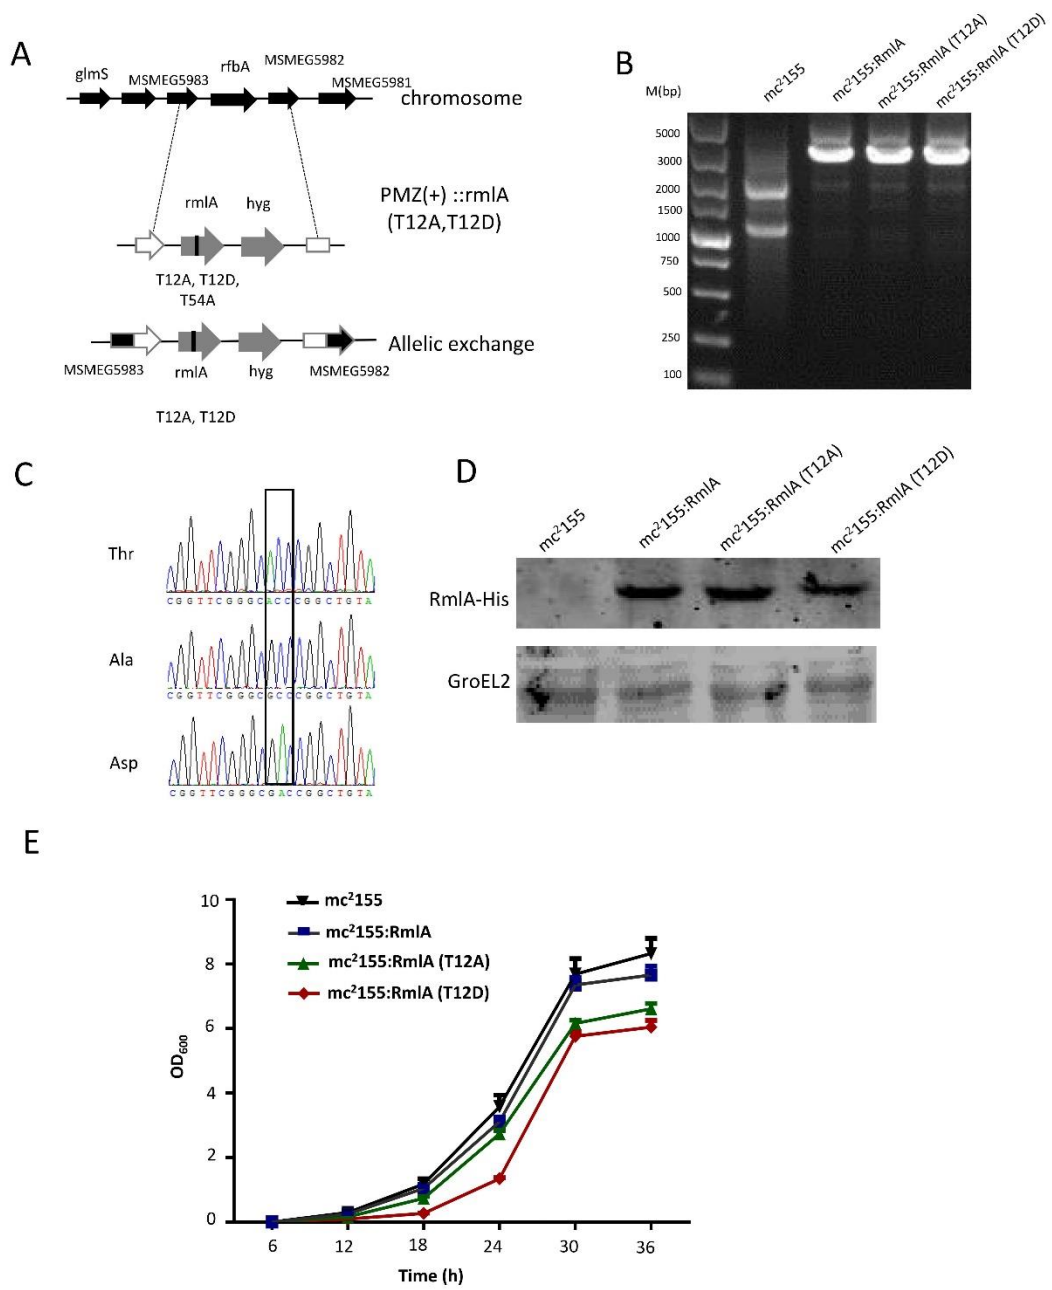 A
glmS
MSMEG5983
rfbA
MSMEG5982
MSMEG5981
chromosome
rmlA
hyg
PMZ(+) ::rmlA
(T12A,T12D)
T12A, T12D,
T54A
Allelic exchange
MSMEG5983
rmlA
hyg
MSMEG5982
T12A, T12D
B
M(bp)
mc²155
mc²155:RmlA
mc²155:RmlA (T12A)
mc²155:RmlA (T12D)
5000
3000
2000
1500
1000
750
500
250
100
C
Thr
CGGTTCGGGCACCCGGCTGTA
Ala
CGGTTCGGGCGCCCGGCTGTA
Asp
CGGTTCGGGCGACCGGCTGTA
D
mc²155
mc²155:RmlA
mc²155:RmlA (T12A)
mc²155:RmlA (T12D)
RmlA-His
GroEL2
E
mc²155
mc²155:RmlA
mc²155:RmlA (T12A)
mc²155:RmlA (T12D)
OD₆₀₀
10
8
6
4
2
0
6 12 18 24 30 36
Time (h)